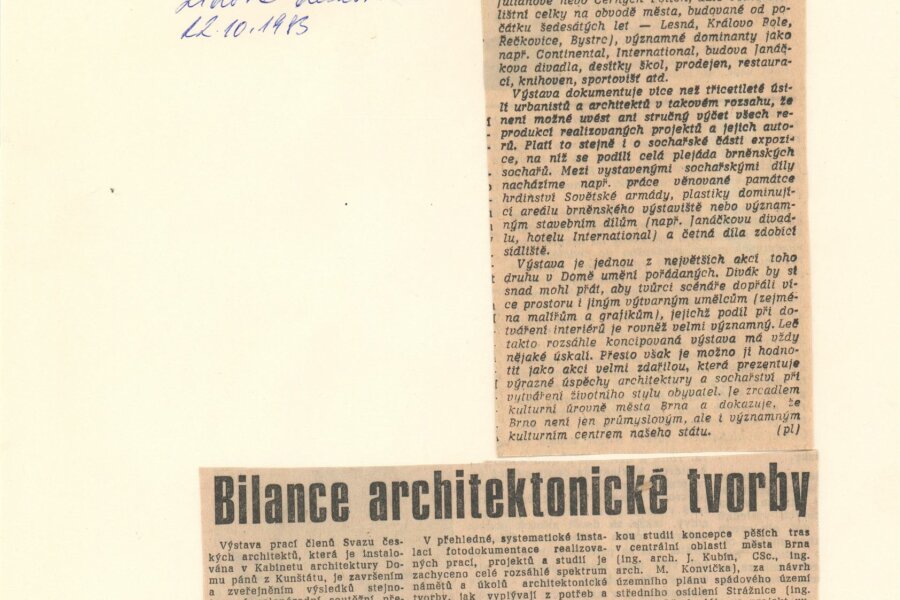 22.10.1983
lištní celky na obvodě města, budované od po-
čátku šedesátých let — Lesná, Královo Pole,
Řečkovice, Bystrc), významné dominanty jako
např. Continental, International, budova Janáč-
kova divadla, desítky škol, prodejen, restaura-
cí, knihoven, sportovišť atd.
Výstava dokumentuje více než třicetileté úsi-
lí urbanistů a architektů v takovém rozsahu, že
není možné uvést ani stručný výčet všech re-
produkcí realizovaných projektů a jejich auto-
rů. Platí to stejně i o sochařské části expozi-
ce, na níž se podílí celá plejáda brněnských
sochařů. Mezi vystavenými sochařskými díly
nacházíme např. práce věnované památce
hrdinství Sovětské armády, plastiky dominují-
cí areálu brněnského výstaviště nebo význam-
ným stavebním dílům (např. Janáčkovu divad-
lu, hotelu International) a četná díla zdobící
sídliště.
Výstava je jednou z největších akcí toho
druhu v Domě umění pořádaných. Divák by si
snad mohl přát, aby tvůrci scénáře dopřáli ví-
ce prostoru i jiným výtvarným umělcům (zejmé-
na malířům a grafikům), jejichž podíl při do-
tváření interiérů je rovněž velmi významný. Leč
takto rozsáhle koncipovaná výstava má vždy
nějaké úskalí. Přesto však je možno ji hodno-
tit jako akci velmi zdařilou, která prezentuje
výrazné úspěchy architektury a sochařství při
vytváření životního stylu obyvatel. Je zrcadlem
kulturní úrovně města Brna a dokazuje, že
Brno není jen průmyslovým, ale i významným
kulturním centrem našeho státu. (pl)
Bilance architektonické tvorby
Výstava prací členů Svazu čes-
kých architektů, která je instalo-
vána v Kabinetu architektury Do-
mu pánů z Kunštátu, je završením
a zveřejněním výsledků stejno-
V přehledné, systematické insta-
laci fotodokumentace realizova-
ných prací, projektů a studií je
zachyceno celé rozsáhlé spektrum
námětů a úkolů architektonické
tvorby, jak vyplývají z potřeb a
kou studii koncepce pěších tras
v centrální oblasti města Brna
(ing. arch. J. Kubín, CSc., ing.
arch. M. Konvička), za návrh
územního plánu spádového území
středního osídlení Strážnice (ing.